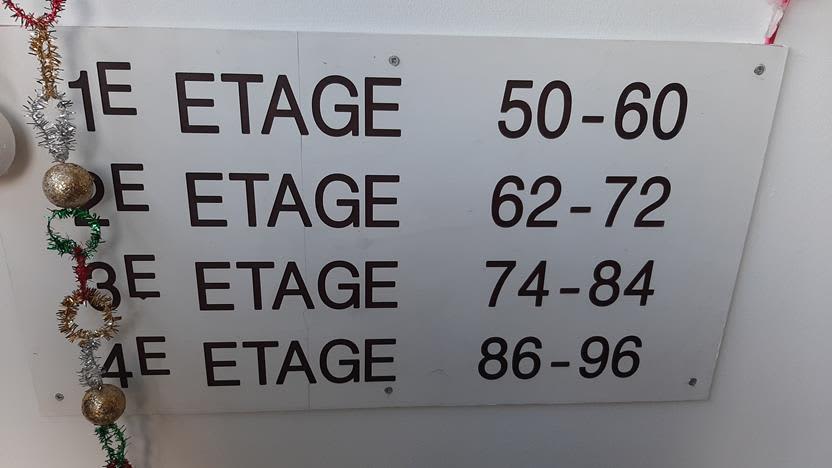 1E ETAGE 50-60
2E ETAGE 62-72
3E ETAGE 74-84
4E ETAGE 86-96